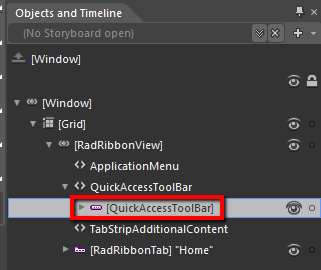 Objects and Timeline
(No Storyboard open)
[Window]
[Window]
[Grid]
[RadRibbonView]
ApplicationMenu
QuickAccessToolBar
[QuickAccessToolBar]
TabStripAdditionalContent
[RadRibbonTab] "Home"